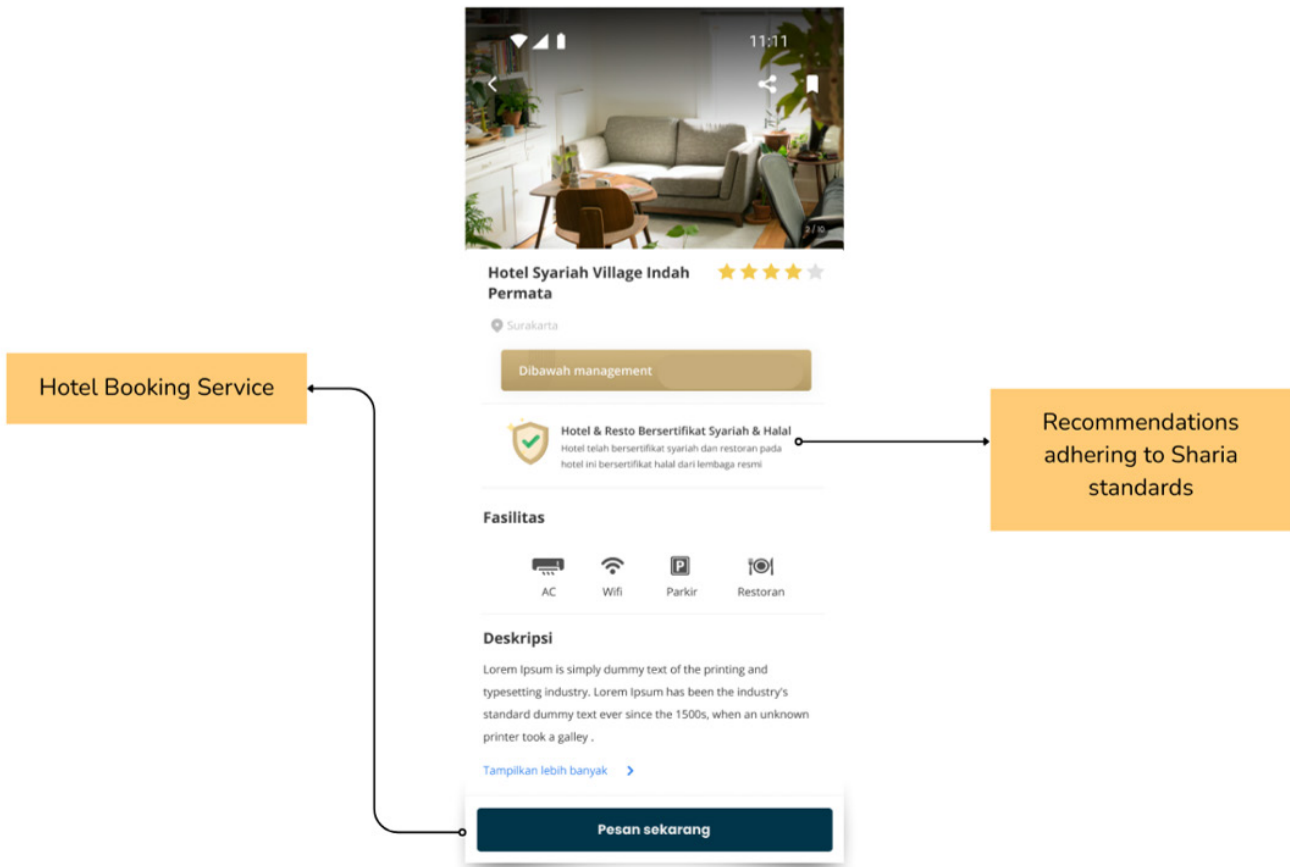 11:11
2 / 10
Hotel Syariah Village Indah
Permata
Surakarta
Dibawah management
Hotel Booking Service
Hotel & Resto Bersertifikat Syariah & Halal
Hotel telah bersertifikat syariah dan restoran pada
hotel ini bersertifikat halal dari lembaga resmi
Recommendations
adhering to Sharia
standards
Fasilitas
P
AC
Wifi
Parkir
Restoran
Deskripsi
Lorem Ipsum is simply dummy text of the printing and
typesetting industry. Lorem Ipsum has been the industry's
standard dummy text ever since the 1500s, when an unknown
printer took a galley .
Tampilkan lebih banyak
Pesan sekarang